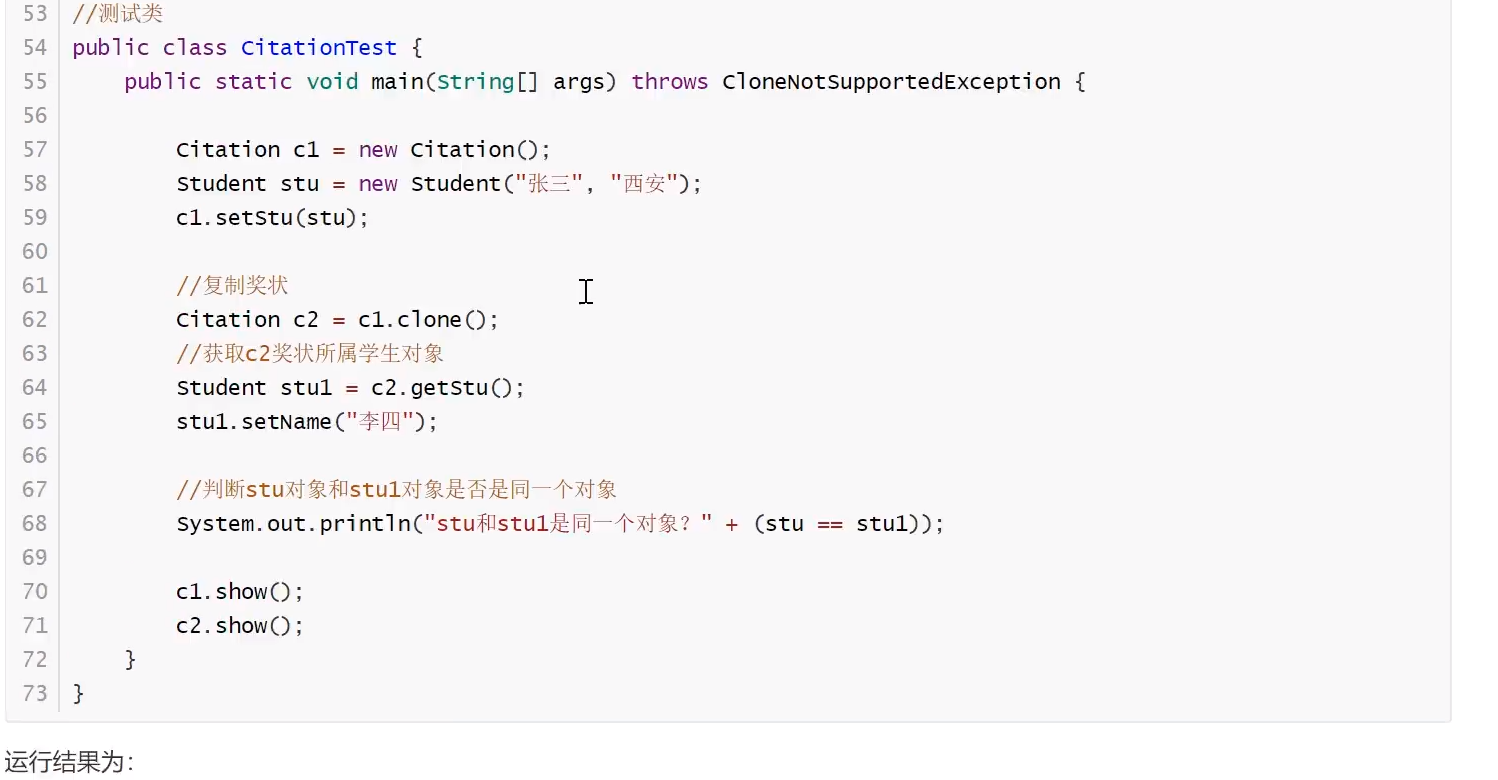 53 //测试类
54 public class CitationTest {
55     public static void main(String[] args) throws CloneNotSupportedException {
56
57         Citation c1 = new Citation();
58         Student stu = new Student("张三", "西安");
59         c1.setStu(stu);
60
61         //复制奖状
62         Citation c2 = c1.clone();
63         //获取c2奖状所属学生对象
64         Student stu1 = c2.getStu();
65         stu1.setName("李四");
66
67         //判断stu对象和stu1对象是否是同一个对象
68         System.out.println("stu和stu1是同一个对象？" + (stu == stu1));
69
70         c1.show();
71         c2.show();
72     }
73 }
运行结果为：